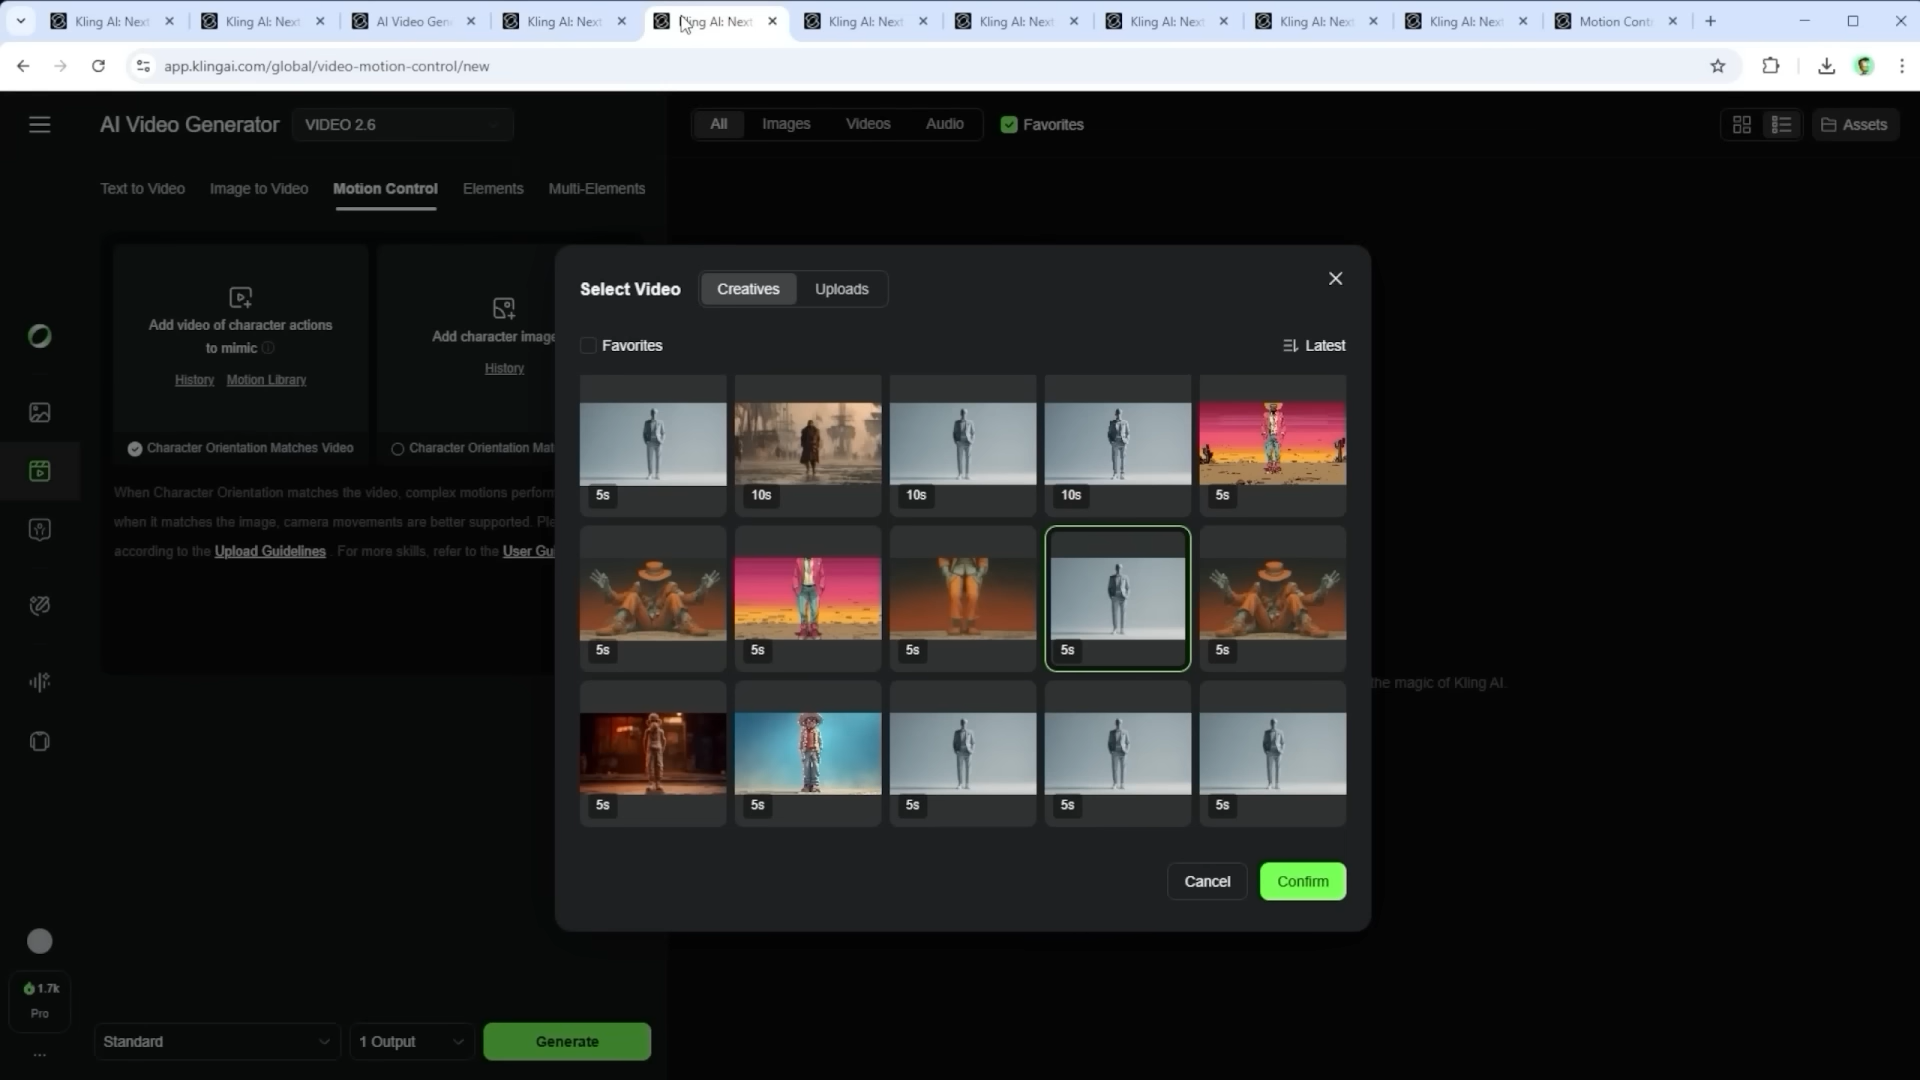 Kling AI: Next
Kling AI: Next
AI Video Gen
Kling AI: Next
Kling AI: Next
Kling AI: Next
Kling AI: Next
Kling AI: Next
Kling AI: Next
Motion Cont
app.klingai.com/global/video-motion-control/new
AI Video Generator
VIDEO 2.6
All
Images
Videos
Audio
Favorites
Assets
Text to Video
Image to Video
Motion Control
Elements
Multi-Elements
Add video of character actions
to mimic
History
Motion Library
Add character image
History
Character Orientation Matches Video
Character Orientation Mat
When Character Orientation matches the video, complex motions perform
when it matches the image, camera movements are better supported.
according to the Upload Guidelines . For more skills, refer to the User Gu
Select Video
Creatives
Uploads
Favorites
Latest
5s
10s
10s
10s
5s
5s
5s
5s
5s
5s
5s
5s
5s
5s
5s
the magic of Kling AI.
Cancel
Confirm
1.7k
Pro
...
Standard
1 Output
Generate